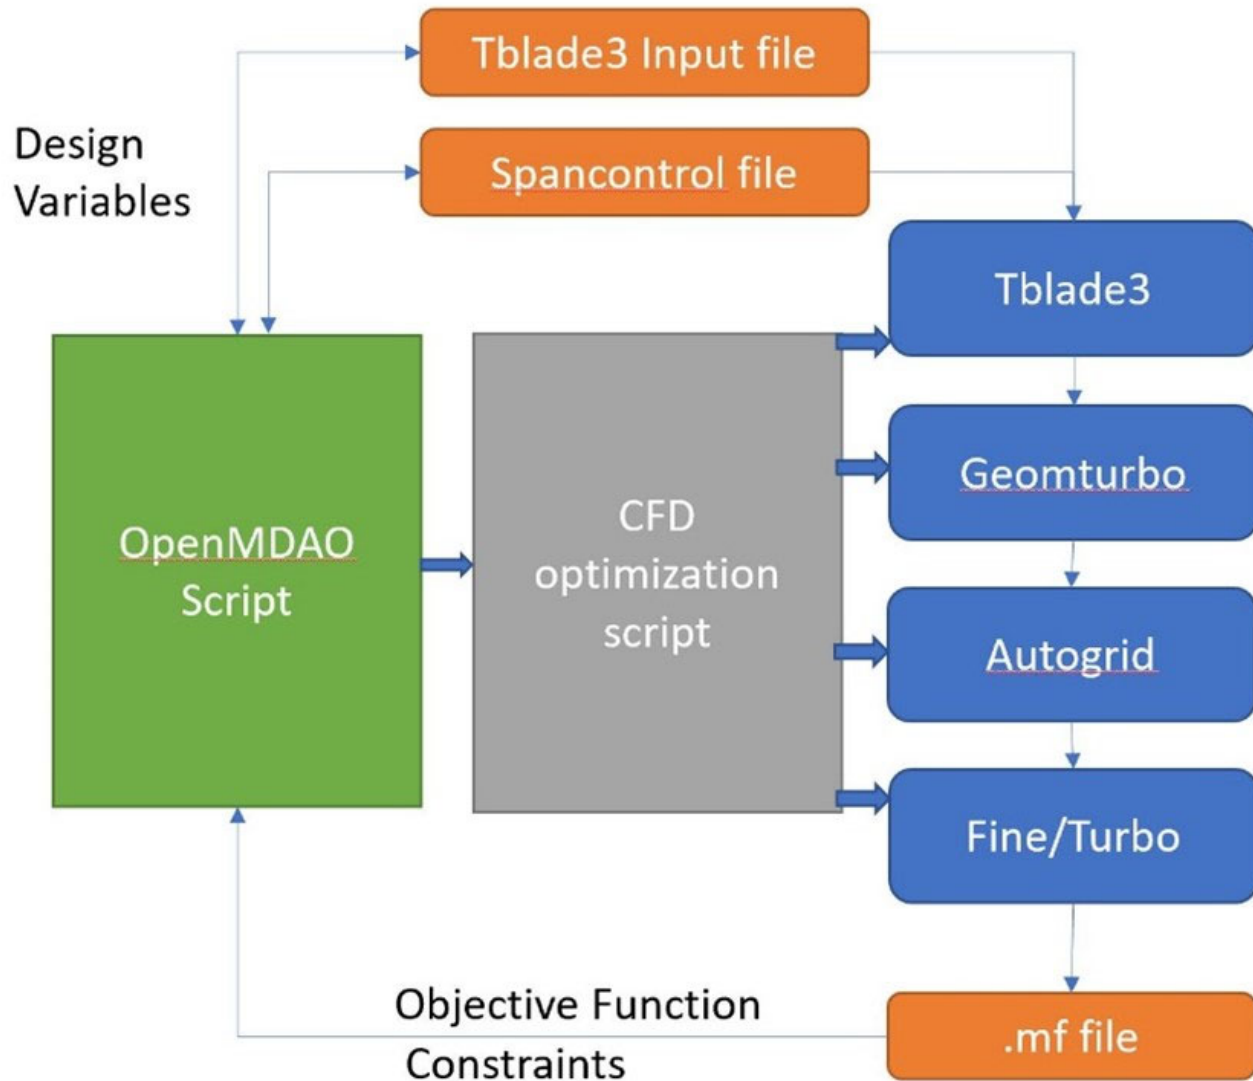 Tblade3 Input file
Design
Variables
Spancontrol file
Tblade3
Geomturbo
OpenMDAO
Script
CFD
optimization
script
Autogrid
Fine/Turbo
Objective Function
Constraints
.mf file